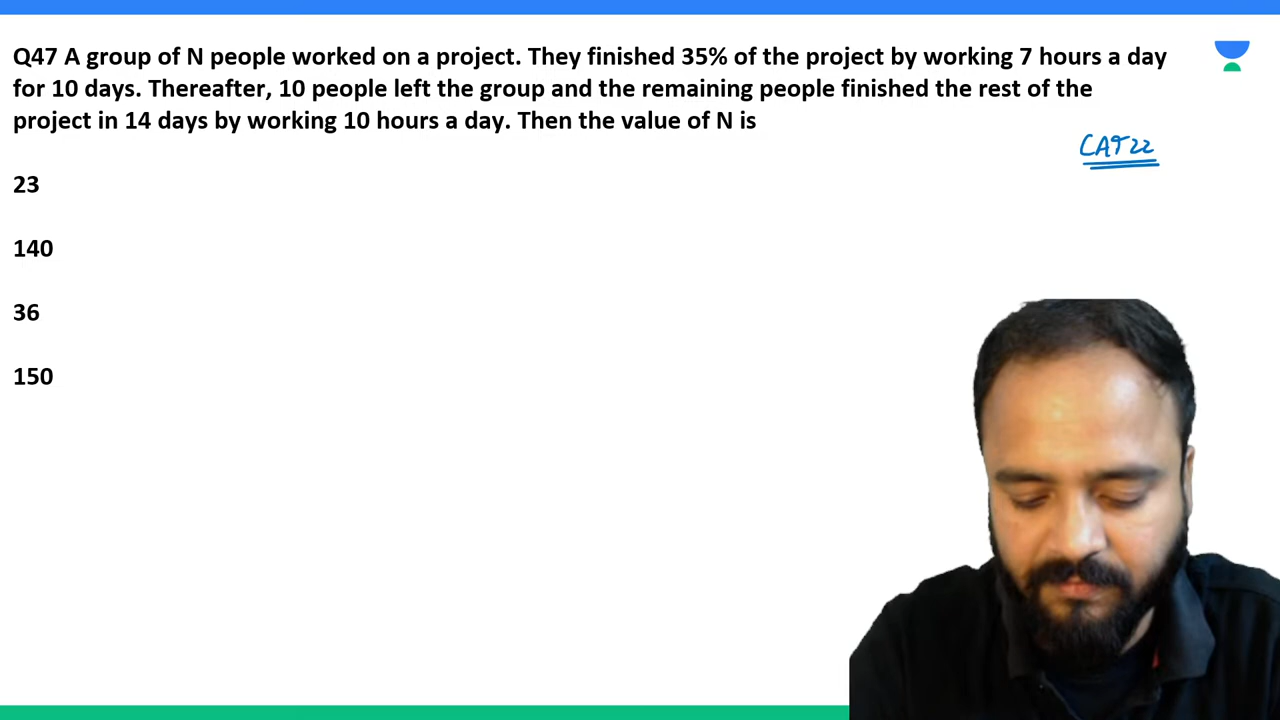 Q47 A group of N people worked on a project. They finished 35% of the project by working 7 hours a day
for 10 days. Thereafter, 10 people left the group and the remaining people finished the rest of the
project in 14 days by working 10 hours a day. Then the value of N is
CAT22
23
140
36
150